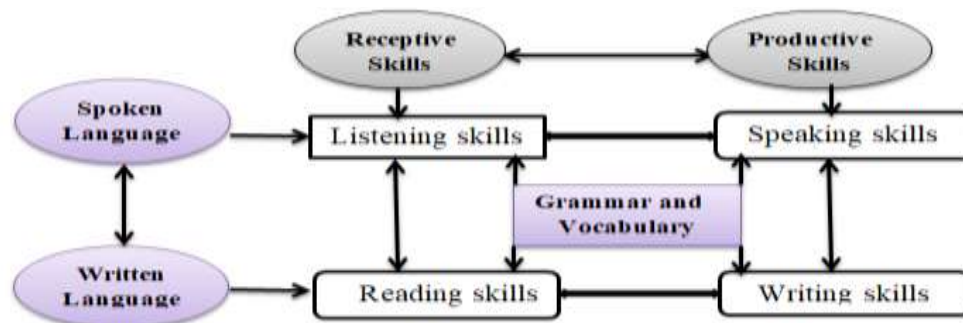 Receptive
Skills
Productive
Skills
Spoken
Language
Listening skills
Speaking skills
Grammar and
Vocabulary
Written
Language
Reading skills
Writing skills